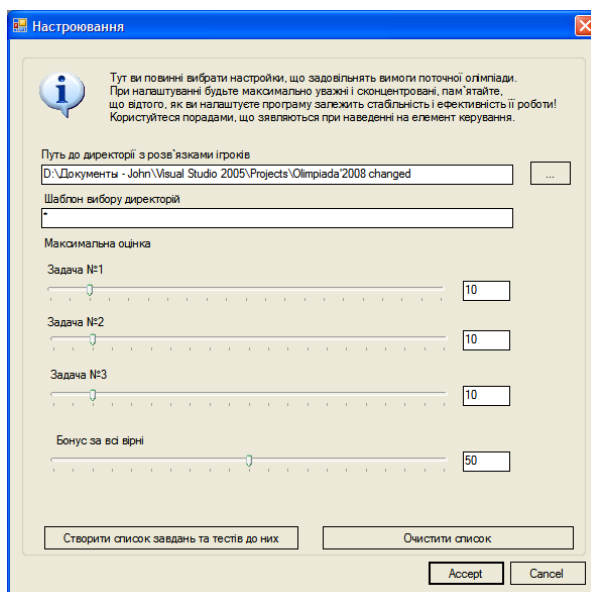 Настроювання
Тут ви повинні вибрати настройки, що задовільнять вимоги поточної олімпіади.
При налаштуванні будьте максимально уважні і сконцентровані, пам`ятайте,
що відтого, як ви налаштуєте програму залежить стабільність і ефективність її роботи!
Користуйтеся порадами, що зявляються при наведенні на елемент керування.
Путь до директорії з розв`язками ігроків
D:\Документы - John\Visual Studio 2005\Projects\Olimpiada'2008 changed
...
Шаблон вибору директорій
*
Максимальна оцінка
Задача №1
10
Задача №2
10
Задача №3
10
Бонус за всі вірні
50
Створити список завдань та тестів до них
Очистити список
Accept
Cancel